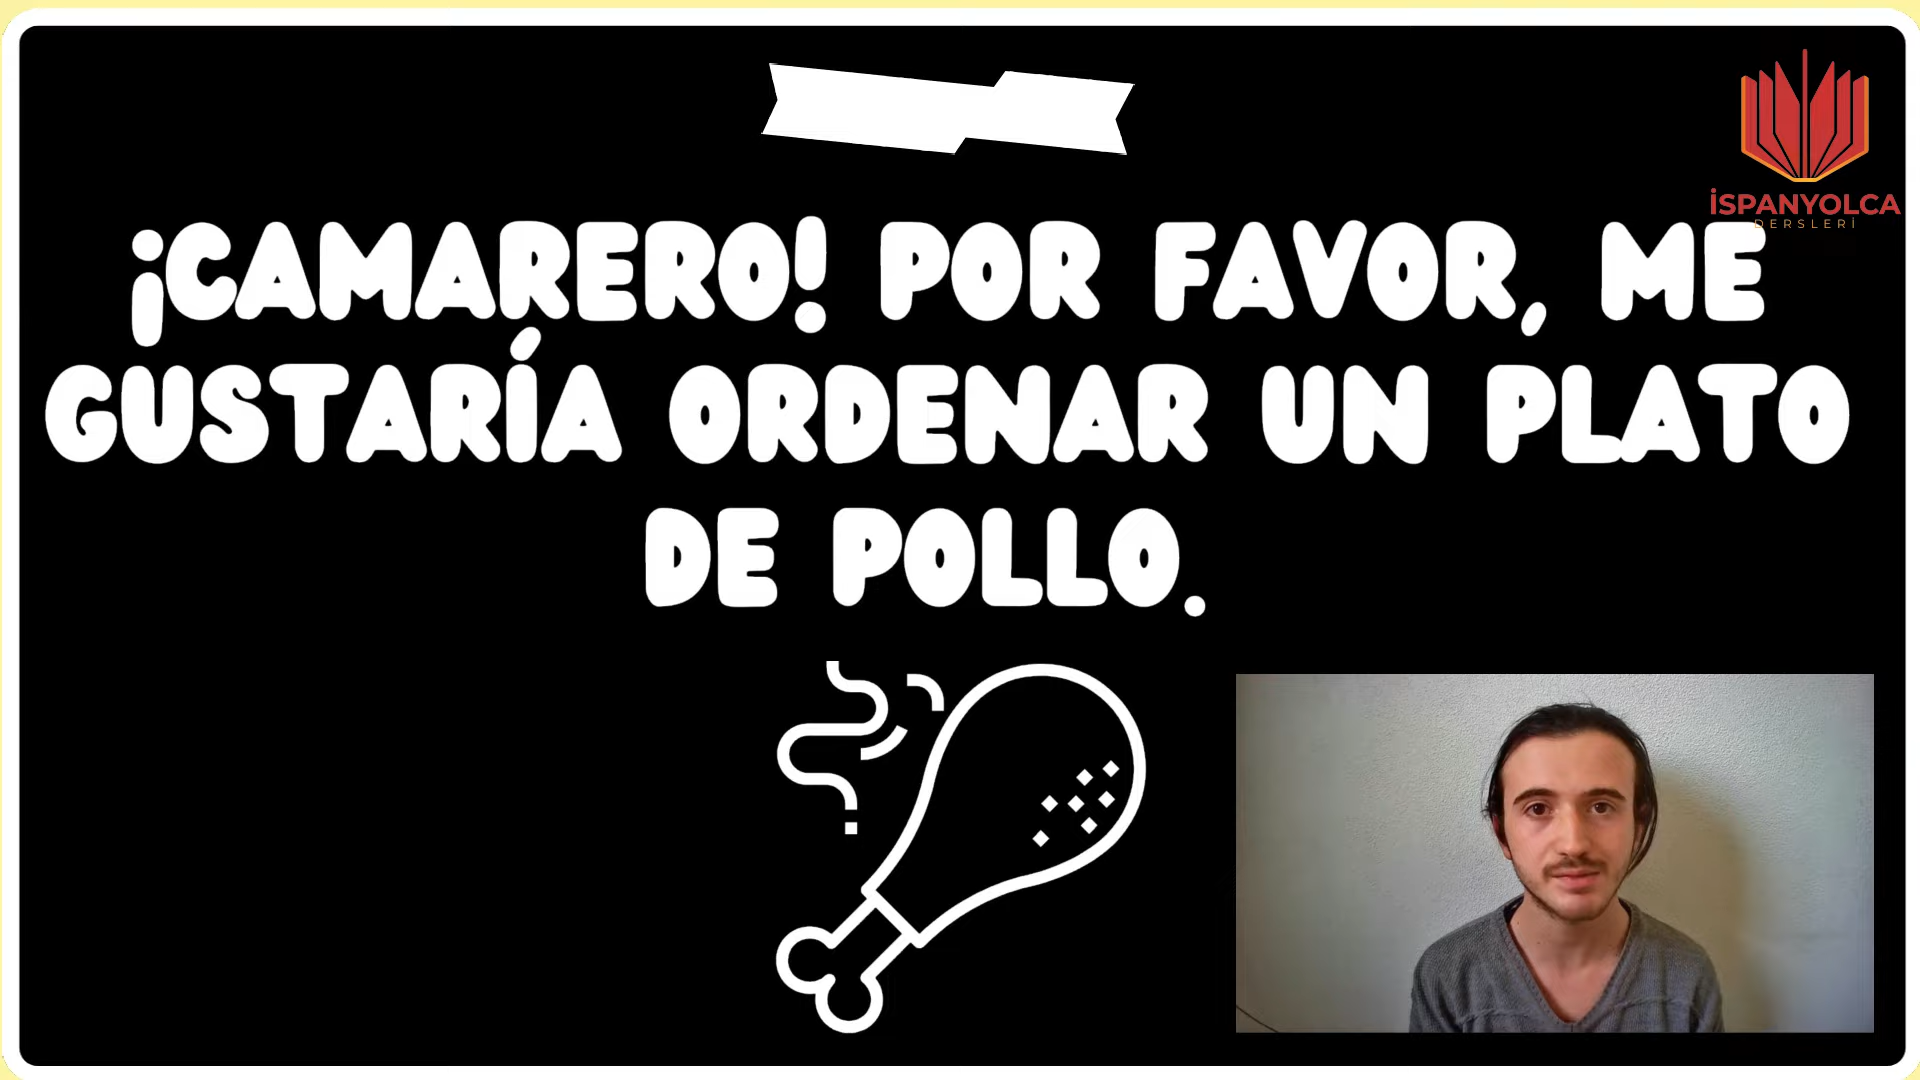 İSPANYOLCA
DERSLERİ
¡CAMARERO! POR FAVOR, ME
GUSTARÍA ORDENAR UN PLATO
DE POLLO.